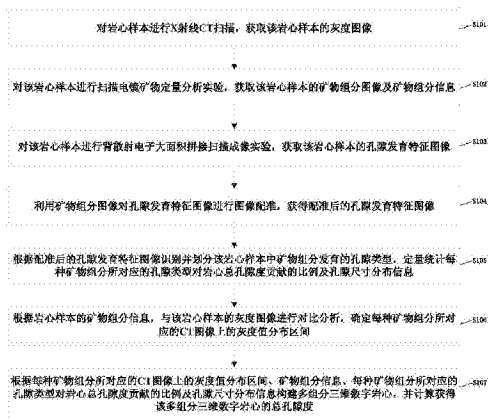 对岩心样本进行X射线CT扫描，获取该岩心样本的灰度图像
S101
对该岩心样本进行扫描电镜矿物定量分析实验，获取该岩心样本的矿物组分图像及矿物组分信息
S102
对该岩心样本进行背散射电子大面积拼接扫描成像实验，获取该岩心样本的孔隙发育特征图像
S103
利用矿物组分图像对孔隙发育特征图像进行图像配准，获得配准后的孔隙发育特征图像
S104
根据配准后的孔隙发育特征图像识别并划分该岩心样本中矿物组分发育的孔隙类型，定量统计每
种矿物组分所对应的孔隙类型对岩心总孔隙度贡献的比例及孔隙尺寸分布信息
S105
根据岩心样本的矿物组分信息，与该岩心样本的灰度图像进行对比分析，确定每种矿物组分所对
应的CT图像上的灰度值分布区间
S106
根据每种矿物组分所对应的CT图像上的灰度值分布区间、矿物组分信息、每种矿物组分所对应的
孔隙类型对岩心总孔隙度贡献的比例及孔隙尺寸分布信息构建多组分三维数字岩心，并计算获得
该多组分三维数字岩心的总孔隙度
S107